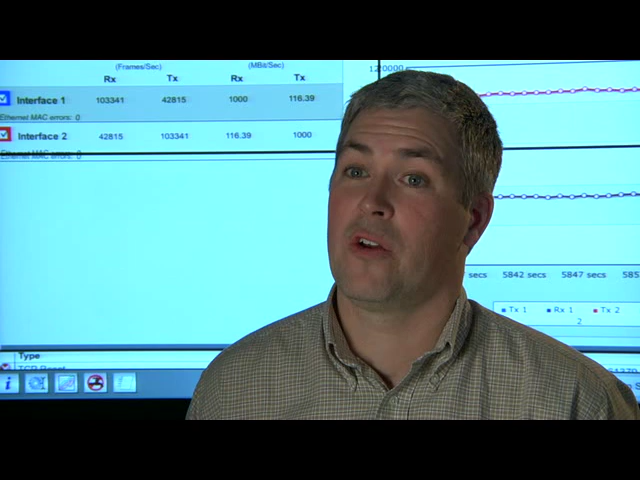 (Frames/Sec) (MBit/Sec)
Rx Tx Rx Tx
Interface 1 103341 42815 1000 116.39
Ethernet MAC errors: 0
Interface 2 42815 103341 116.39 1000
Ethernet MAC errors: 0
secs 5842 secs 5847 secs
Tx 1 Rx 1 Tx 2
2
Type
TCP Reset